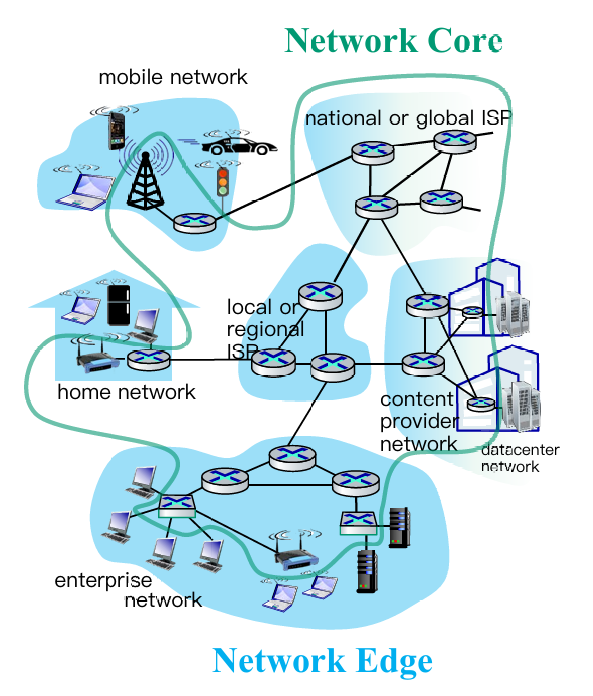 Network Core
mobile network
national or global ISP
local or
regional
ISP
home network
content
provider
network
datacenter
network
enterprise
network
Network Edge